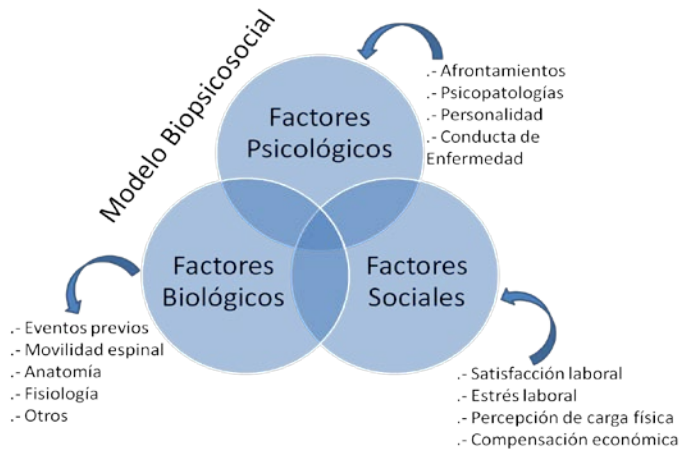 Modelo Biopsicosocial
Factores
Psicológicos
.- Afrontamientos
.- Psicopatologías
.- Personalidad
.- Conducta de
Enfermedad
Factores
Biológicos
Factores
Sociales
.- Eventos previos
.- Movilidad espinal
.- Anatomía
.- Fisiología
.- Otros
.- Satisfacción laboral
.- Estrés laboral
.- Percepción de carga física
.- Compensación económica